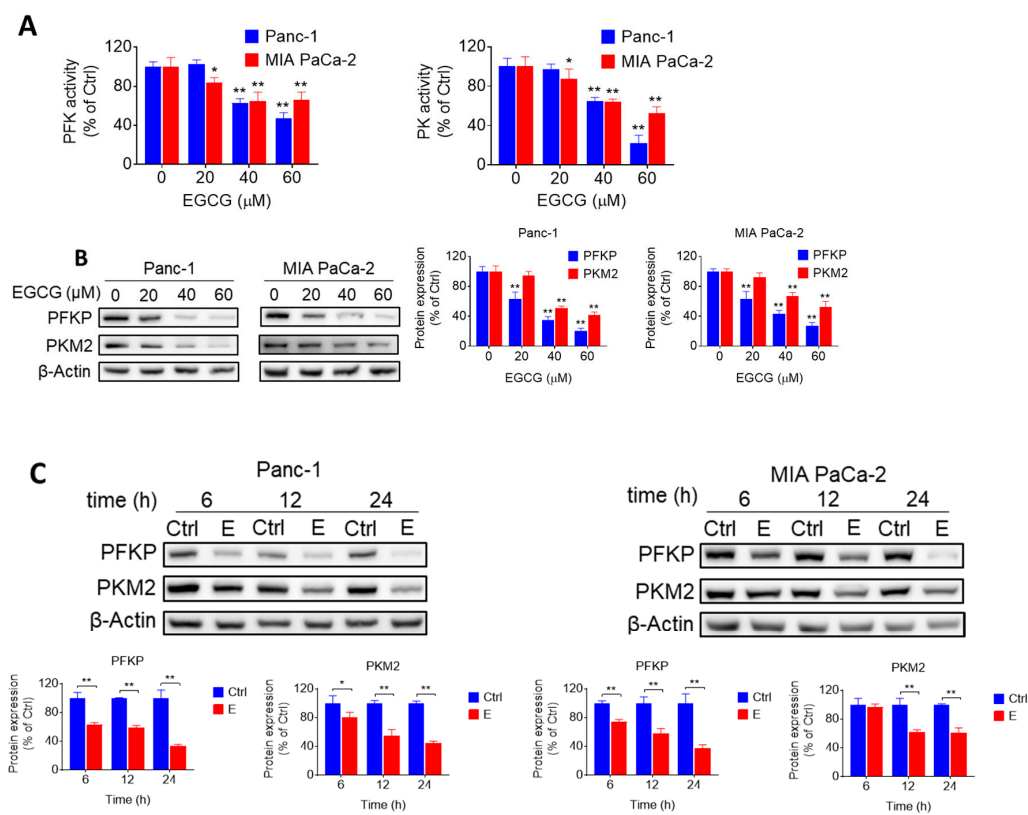 A
Panc-1
MIA PaCa-2
PFK activity
(% of Ctrl)
120
80
40
0
*
** **
**
**
0 20 40 60
EGCG (μM)
Panc-1
MIA PaCa-2
PK activity
(% of Ctrl)
120
80
40
0
*
** **
**
**
0 20 40 60
EGCG (μM)
B
Panc-1
MIA PaCa-2
EGCG (μM) 0 20 40 60 0 20 40 60
PFKP
PKM2
β-Actin
Panc-1
PFKP
PKM2
Protein expression
(% of Ctrl)
120
80
40
0
**
**
**
**
**
0 20 40 60
EGCG (μM)
MIA PaCa-2
PFKP
PKM2
Protein expression
(% of Ctrl)
120
80
40
0
**
**
**
**
**
0 20 40 60
EGCG (μM)
C
Panc-1
time (h) 6 12 24
Ctrl E Ctrl E Ctrl E
PFKP
PKM2
β-Actin
MIA PaCa-2
time (h) 6 12 24
Ctrl E Ctrl E Ctrl E
PFKP
PKM2
β-Actin
PFKP
Ctrl
E
Protein expression
(% of Ctrl)
120
80
40
0
** ** **
6 12 24
Time (h)
PKM2
Ctrl
E
Protein expression
(% of Ctrl)
120
80
40
0
* ** **
6 12 24
Time (h)
PFKP
Ctrl
E
Protein expression
(% of Ctrl)
120
80
40
0
** ** **
6 12 24
Time (h)
PKM2
Ctrl
E
Protein expression
(% of Ctrl)
120
80
40
0
** **
6 12 24
Time (h)